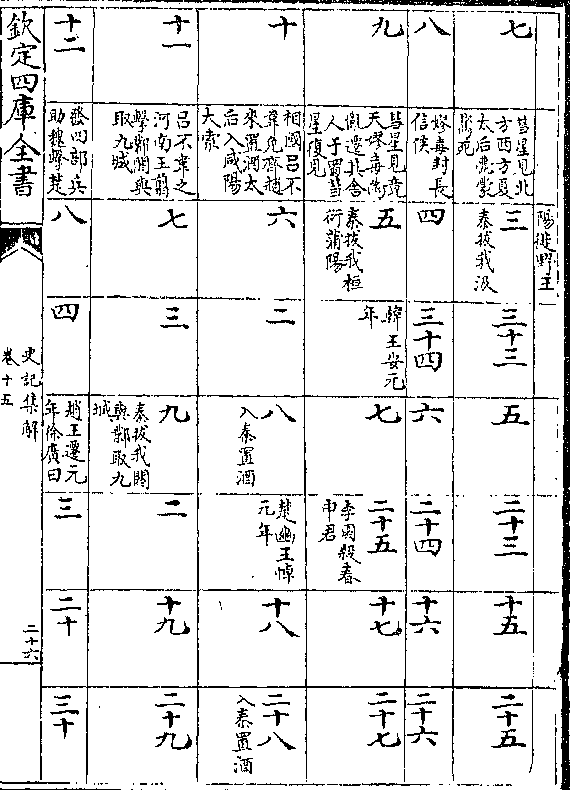 陽徙野王
七
彗星見北
方西方夏
太后薨蒙
驁死
三
秦拔我汲
三十三
五
二十三
十五
二十五
八
嫪毐封長
信侯
四
三十四
六
二十四
十六
二十六
九
彗星見竟
天嫪毐為
亂遷其舍
人于蜀彗
星復見
五
秦拔我桓
衍蒲陽
韓王安元
年
七
二十五
李園殺春
申君
十七
二十七
十
相國呂不
韋免齊趙
來置酒太
后入咸陽
大索
六
二
八
入秦置酒
楚幽王悼
元年
十八
二十八
入秦置酒
十一
呂不韋之
河南王翦
擊鄴閼與
取九城
七
三
九
秦拔我閼
與鄴取九
城
二
十九
二十九
十二
發四郡兵
助魏擊楚
八
四
趙王遷元
年徐廣曰
三
二十
三十
欽定四庫全書
史記集解
卷十五
二十六